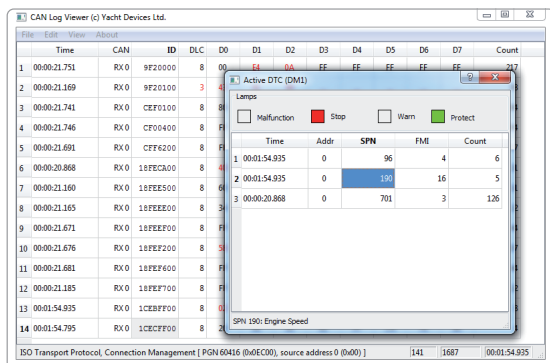 CAN Log Viewer (c) Yacht Devices Ltd.
File Edit View About
Time CAN ID DLC D0 D1 D2 D3 D4 D5 D6 D7 Count
1 00:00:21.751 RX 0 9F20000 8 00 F4 0A FF FF FF FF FF 217
2 00:00:21.169 RX 0 9F20100 3
3 00:00:21.741 RX 0 CEF0100 8
4 00:00:21.746 RX 0 CF00400 8
5 00:00:21.691 RX 0 CFF6200 8
6 00:00:20.868 RX 0 18FECA00 8
7 00:00:21.160 RX 0 18FEE500 8
8 00:00:21.165 RX 0 18FEEE00 8
9 00:00:21.671 RX 0 18FEEF00 8
10 00:00:21.676 RX 0 18FEF200 8
11 00:00:21.681 RX 0 18FEF600 8
12 00:00:21.185 RX 0 18FEF700 8
13 00:01:54.935 RX 0 1CEBFF00 8
14 00:01:54.795 RX 0 1CECFF00 8
Active DTC (DM1)
Lamps
Malfunction Stop Warn Protect
Time Addr SPN FMI Count
1 00:01:54.935 0 96 4 6
2 00:01:54.935 0 190 16 5
3 00:00:20.868 0 701 3 126
SPN 190: Engine Speed
ISO Transport Protocol, Connection Management [ PGN 60416 (0x0EC00), source address 0 (0x00) ] 141 1687 00:01:54.935